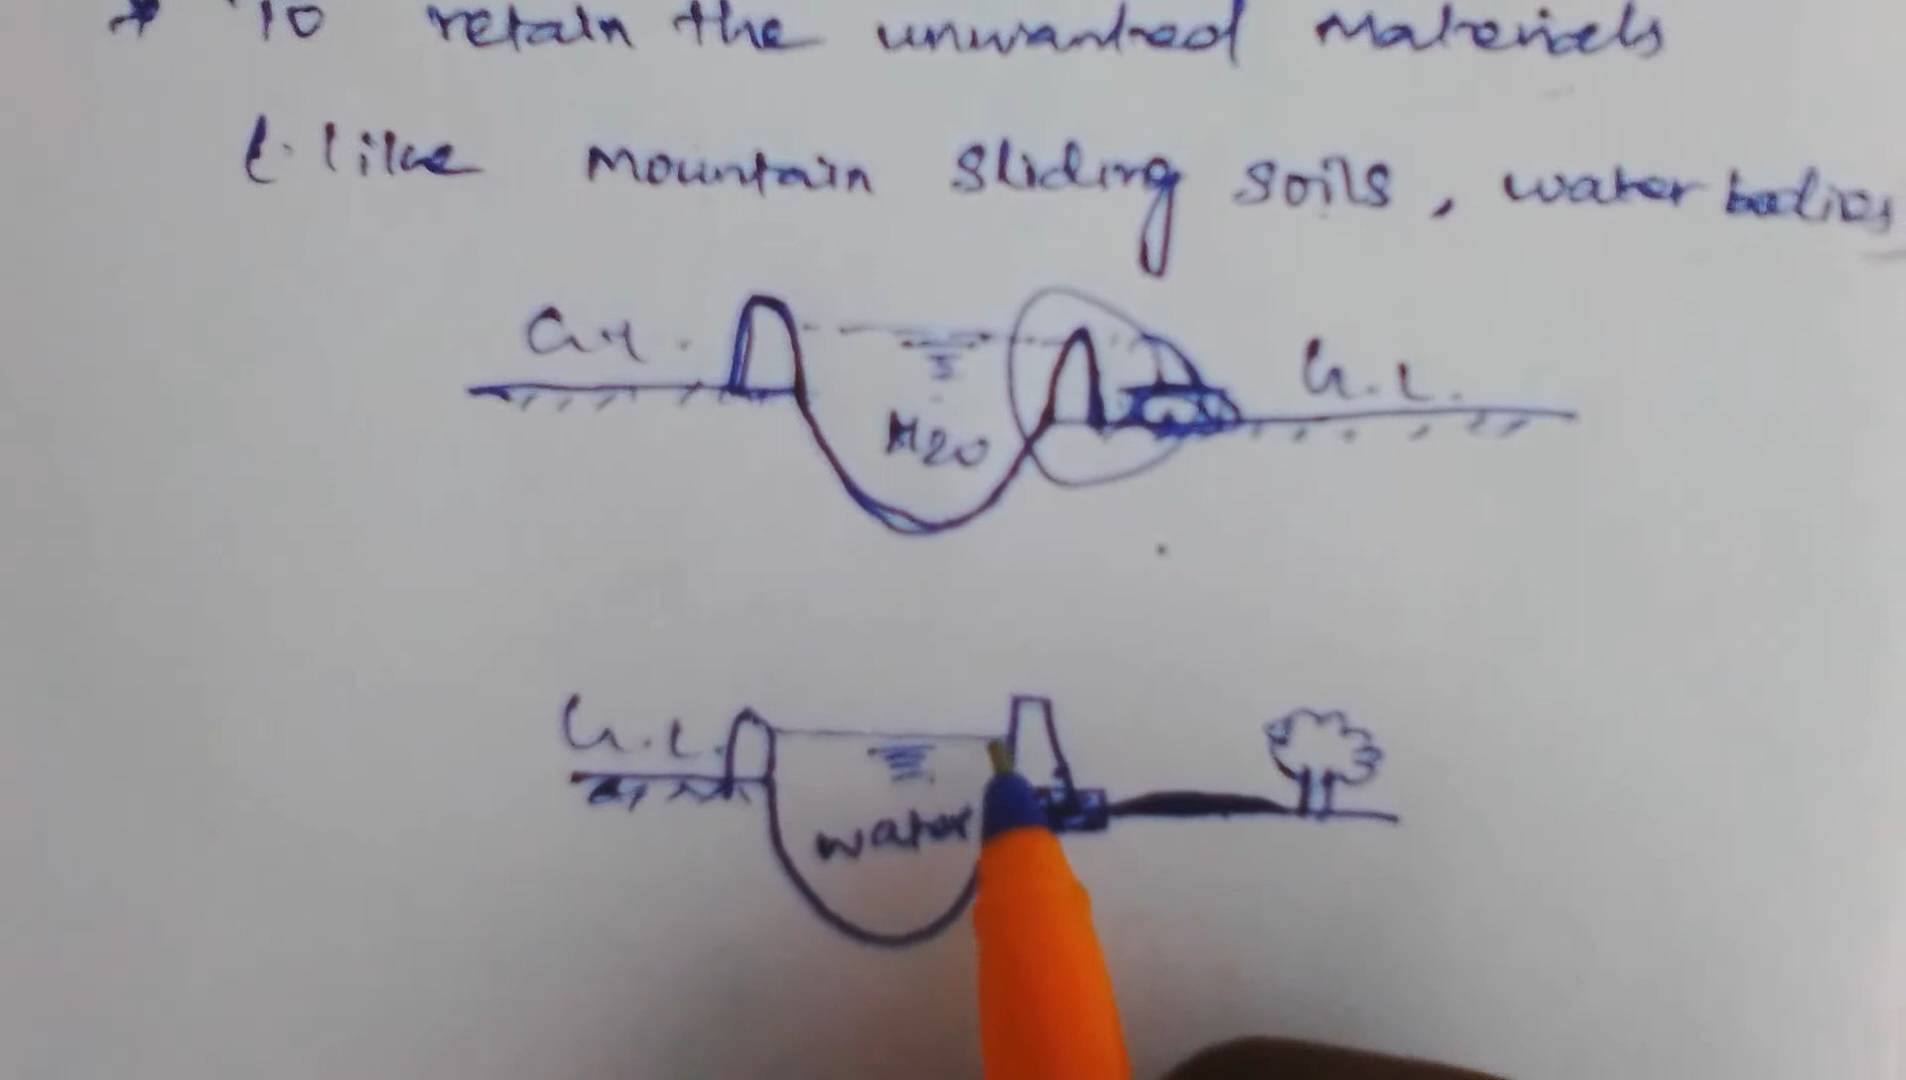 * To retain the unwanted materials
(. like mountain sliding soils, water bodies
G.L.
G.L.
H2O
G.L.
water